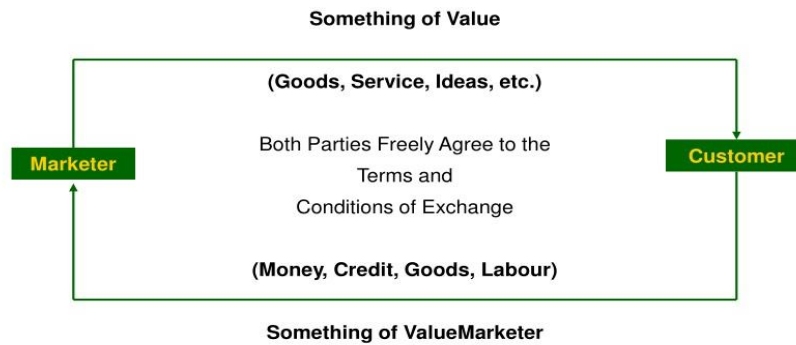 Something of Value
(Goods, Service, Ideas, etc.)
Both Parties Freely Agree to the
Marketer
Customer
Terms and
Conditions of Exchange
(Money, Credit, Goods, Labour)
Something of ValueMarketer